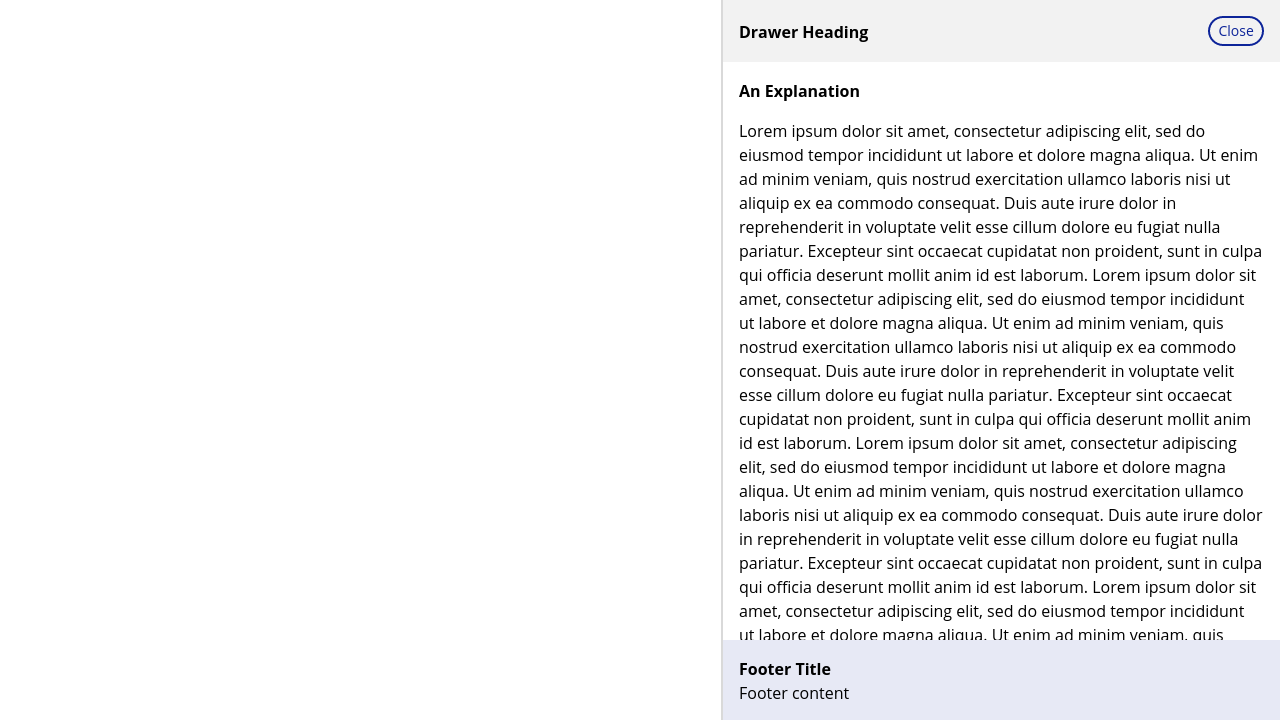 Drawer Heading
Close
An Explanation
Lorem ipsum dolor sit amet, consectetur adipiscing elit, sed do
eiusmod tempor incididunt ut labore et dolore magna aliqua. Ut enim
ad minim veniam, quis nostrud exercitation ullamco laboris nisi ut
aliquip ex ea commodo consequat. Duis aute irure dolor in
reprehenderit in voluptate velit esse cillum dolore eu fugiat nulla
pariatur. Excepteur sint occaecat cupidatat non proident, sunt in culpa
qui officia deserunt mollit anim id est laborum. Lorem ipsum dolor sit
amet, consectetur adipiscing elit, sed do eiusmod tempor incididunt
ut labore et dolore magna aliqua. Ut enim ad minim veniam, quis
nostrud exercitation ullamco laboris nisi ut aliquip ex ea commodo
consequat. Duis aute irure dolor in reprehenderit in voluptate velit
esse cillum dolore eu fugiat nulla pariatur. Excepteur sint occaecat
cupidatat non proident, sunt in culpa qui officia deserunt mollit anim
id est laborum. Lorem ipsum dolor sit amet, consectetur adipiscing
elit, sed do eiusmod tempor incididunt ut labore et dolore magna
aliqua. Ut enim ad minim veniam, quis nostrud exercitation ullamco
laboris nisi ut aliquip ex ea commodo consequat. Duis aute irure dolor
in reprehenderit in voluptate velit esse cillum dolore eu fugiat nulla
pariatur. Excepteur sint occaecat cupidatat non proident, sunt in culpa
qui officia deserunt mollit anim id est laborum. Lorem ipsum dolor sit
amet, consectetur adipiscing elit, sed do eiusmod tempor incididunt
ut labore et dolore magna aliqua. Ut enim ad minim veniam, quis
Footer Title
Footer content